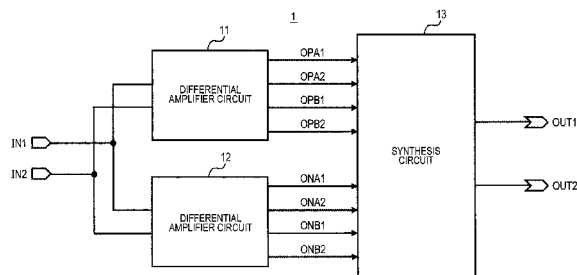 1
11
13
DIFFERENTIAL
AMPLIFIER CIRCUIT
OPA1
OPA2
OPB1
OPB2
IN1
IN2
12
DIFFERENTIAL
AMPLIFIER CIRCUIT
ONA1
ONA2
ONB1
ONB2
SYNTHESIS
CIRCUIT
OUT1
OUT2